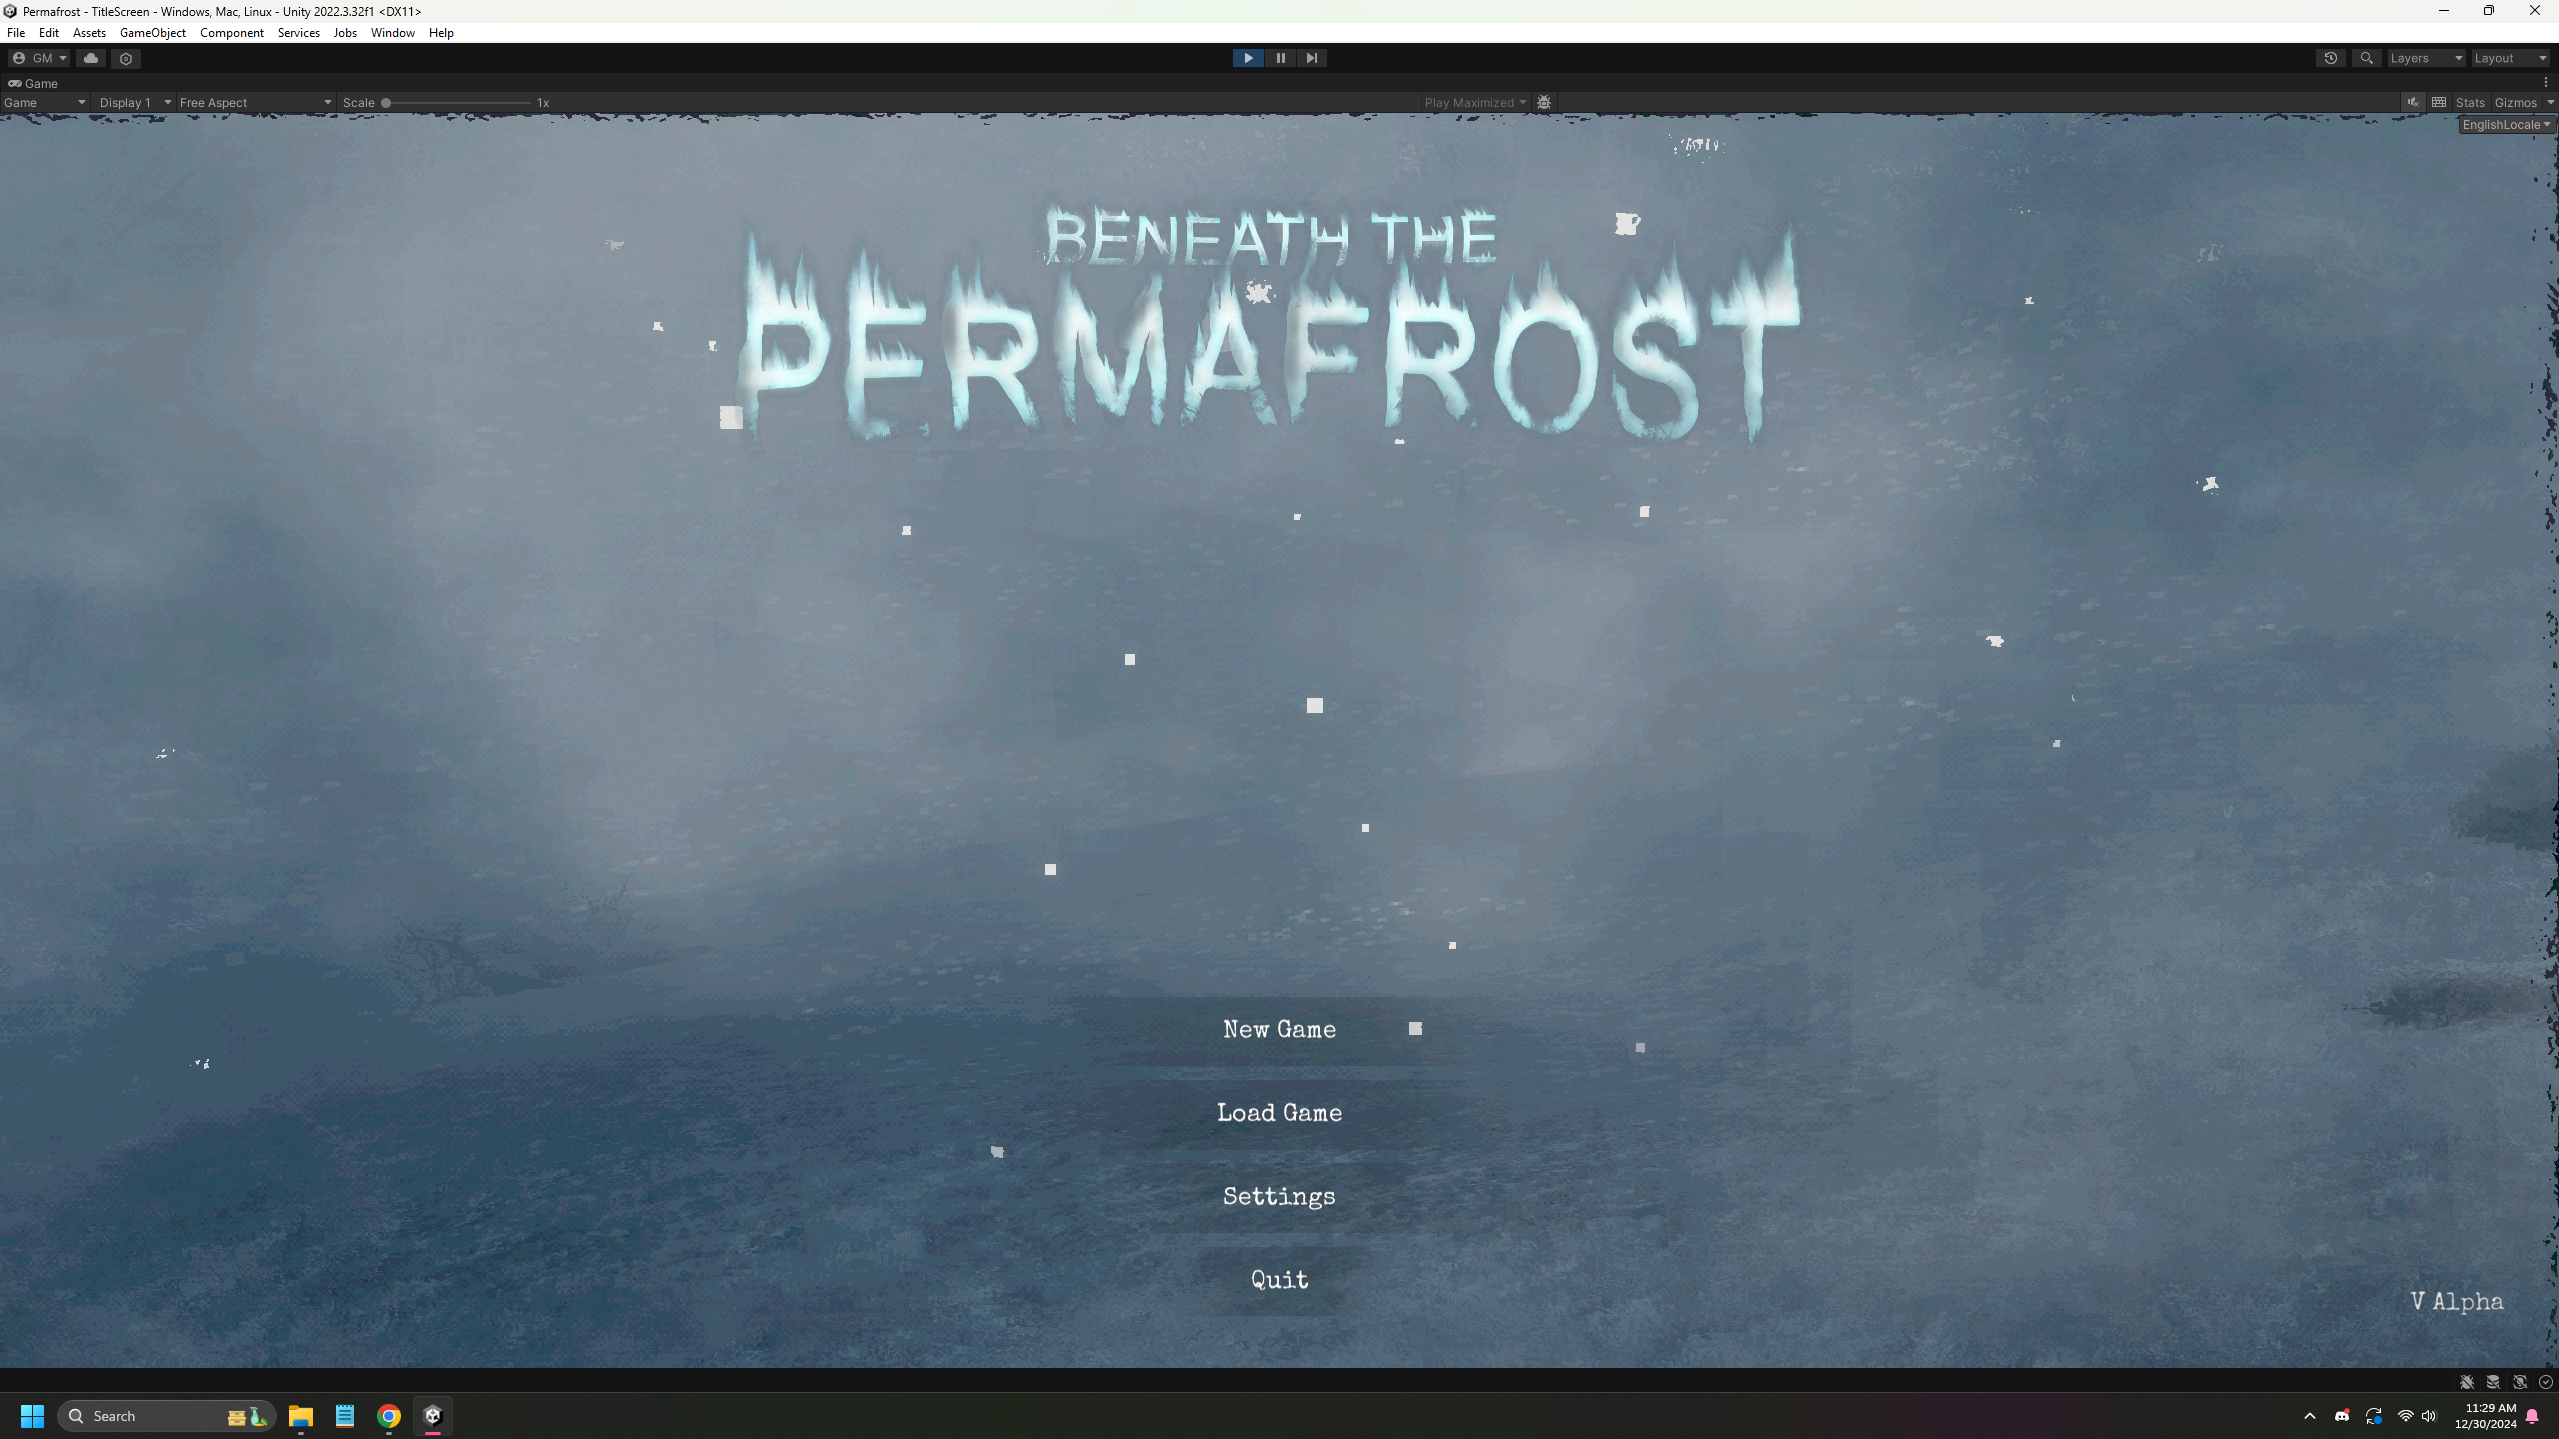 Permafrost - TitleScreen - Windows, Mac, Linux - Unity 2022.3.32f1 <DX11>
File Edit Assets GameObject Component Services Jobs Window Help
GM Layers Layout
Game
Game Display 1 Free Aspect Scale 1x Play Maximized Stats Gizmos
EnglishLocale
BENEATH THE
PERMAFROST
New Game
Load Game
Settings
Quit
V Alpha
Search
11:29 AM
12/30/2024